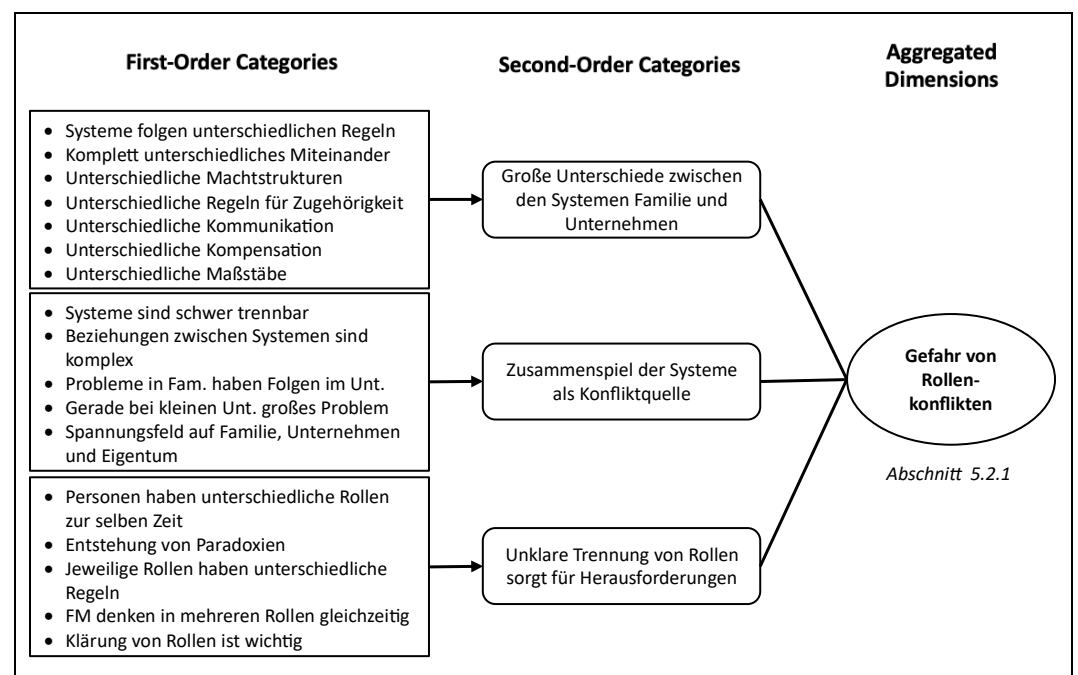 First-Order Categories
Second-Order Categories
Aggregated
Dimensions
• Systeme folgen unterschiedlichen Regeln
• Komplett unterschiedliches Miteinander
• Unterschiedliche Machtstrukturen
• Unterschiedliche Regeln für Zugehörigkeit
• Unterschiedliche Kommunikation
• Unterschiedliche Kompensation
• Unterschiedliche Maßstäbe
Große Unterschiede zwischen
den Systemen Familie und
Unternehmen
• Systeme sind schwer trennbar
• Beziehungen zwischen Systemen sind
komplex
• Probleme in Fam. haben Folgen im Unt.
• Gerade bei kleinen Unt. großes Problem
• Spannungsfeld auf Familie, Unternehmen
und Eigentum
Zusammenspiel der Systeme
als Konfliktquelle
• Personen haben unterschiedliche Rollen
zur selben Zeit
• Entstehung von Paradoxien
• Jeweilige Rollen haben unterschiedliche
Regeln
• FM denken in mehreren Rollen gleichzeitig
• Klärung von Rollen ist wichtig
Unklare Trennung von Rollen
sorgt für Herausforderungen
Gefahr von
Rollen-
konflikten
Abschnitt 5.2.1